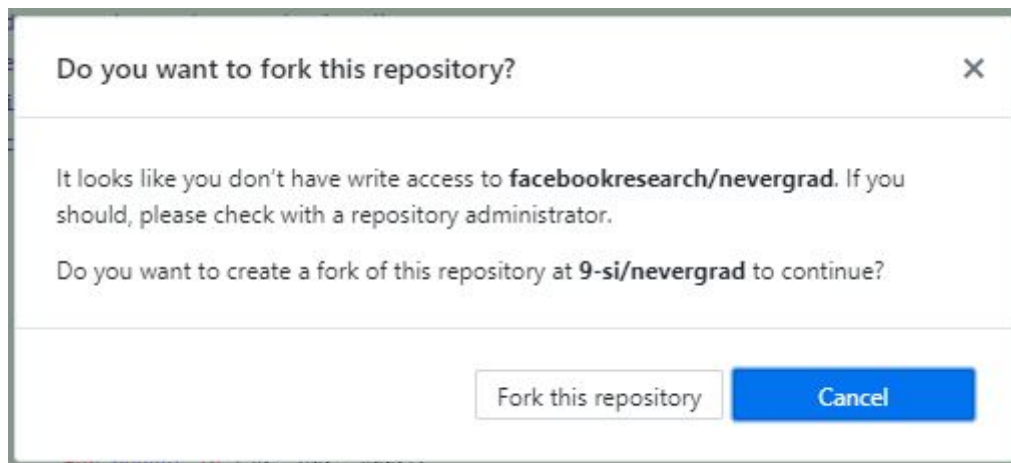 Do you want to fork this repository?
It looks like you don't have write access to facebookresearch/nevergrad. If you
should, please check with a repository administrator.
Do you want to create a fork of this repository at 9-si/nevergrad to continue?
Fork this repository
Cancel